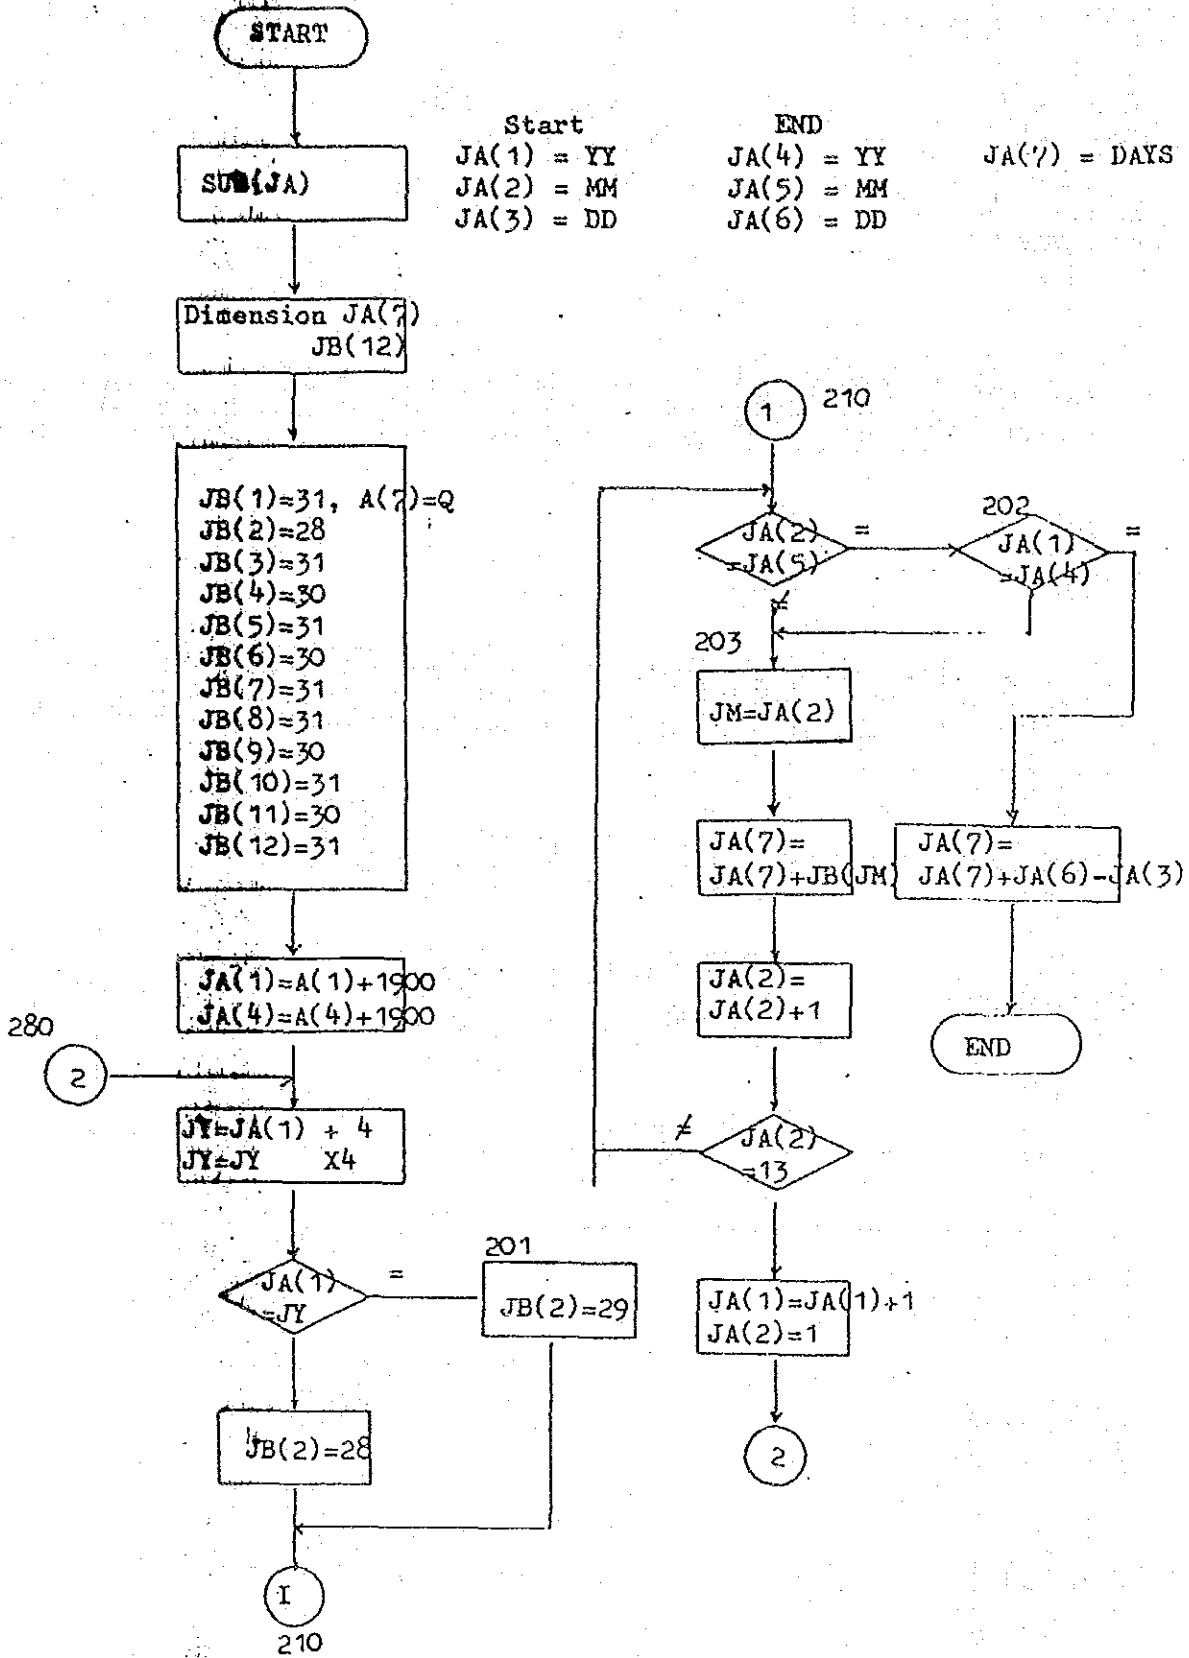 START
SUB(JA)
Start
JA(1) = YY
JA(2) = MM
JA(3) = DD
END
JA(4) = YY
JA(5) = MM
JA(6) = DD
JA(7) = DAYS
Dimension JA(7)
JB(12)
JB(1)=31, A(7)=Q
JB(2)=28
JB(3)=31
JB(4)=30
JB(5)=31
JB(6)=30
JB(7)=31
JB(8)=31
JB(9)=30
JB(10)=31
JB(11)=30
JB(12)=31
JA(1)=A(1)+1900
JA(4)=A(4)+1900
280
2
JY=JA(1) + 4
JY=JY X4
JA(1)
=JY
=
201
JB(2)=29
JB(2)=28
I
210
1
210
JA(2)
=JA(5)
=
≠
202
JA(1)
=JA(4)
=
203
JM=JA(2)
JA(7)=
JA(7)+JB(JM)
JA(7)=
JA(7)+JA(6)-JA(3)
JA(2)=
JA(2)+1
END
JA(2)
=13
≠
JA(1)=JA(1)+1
JA(2)=1
2